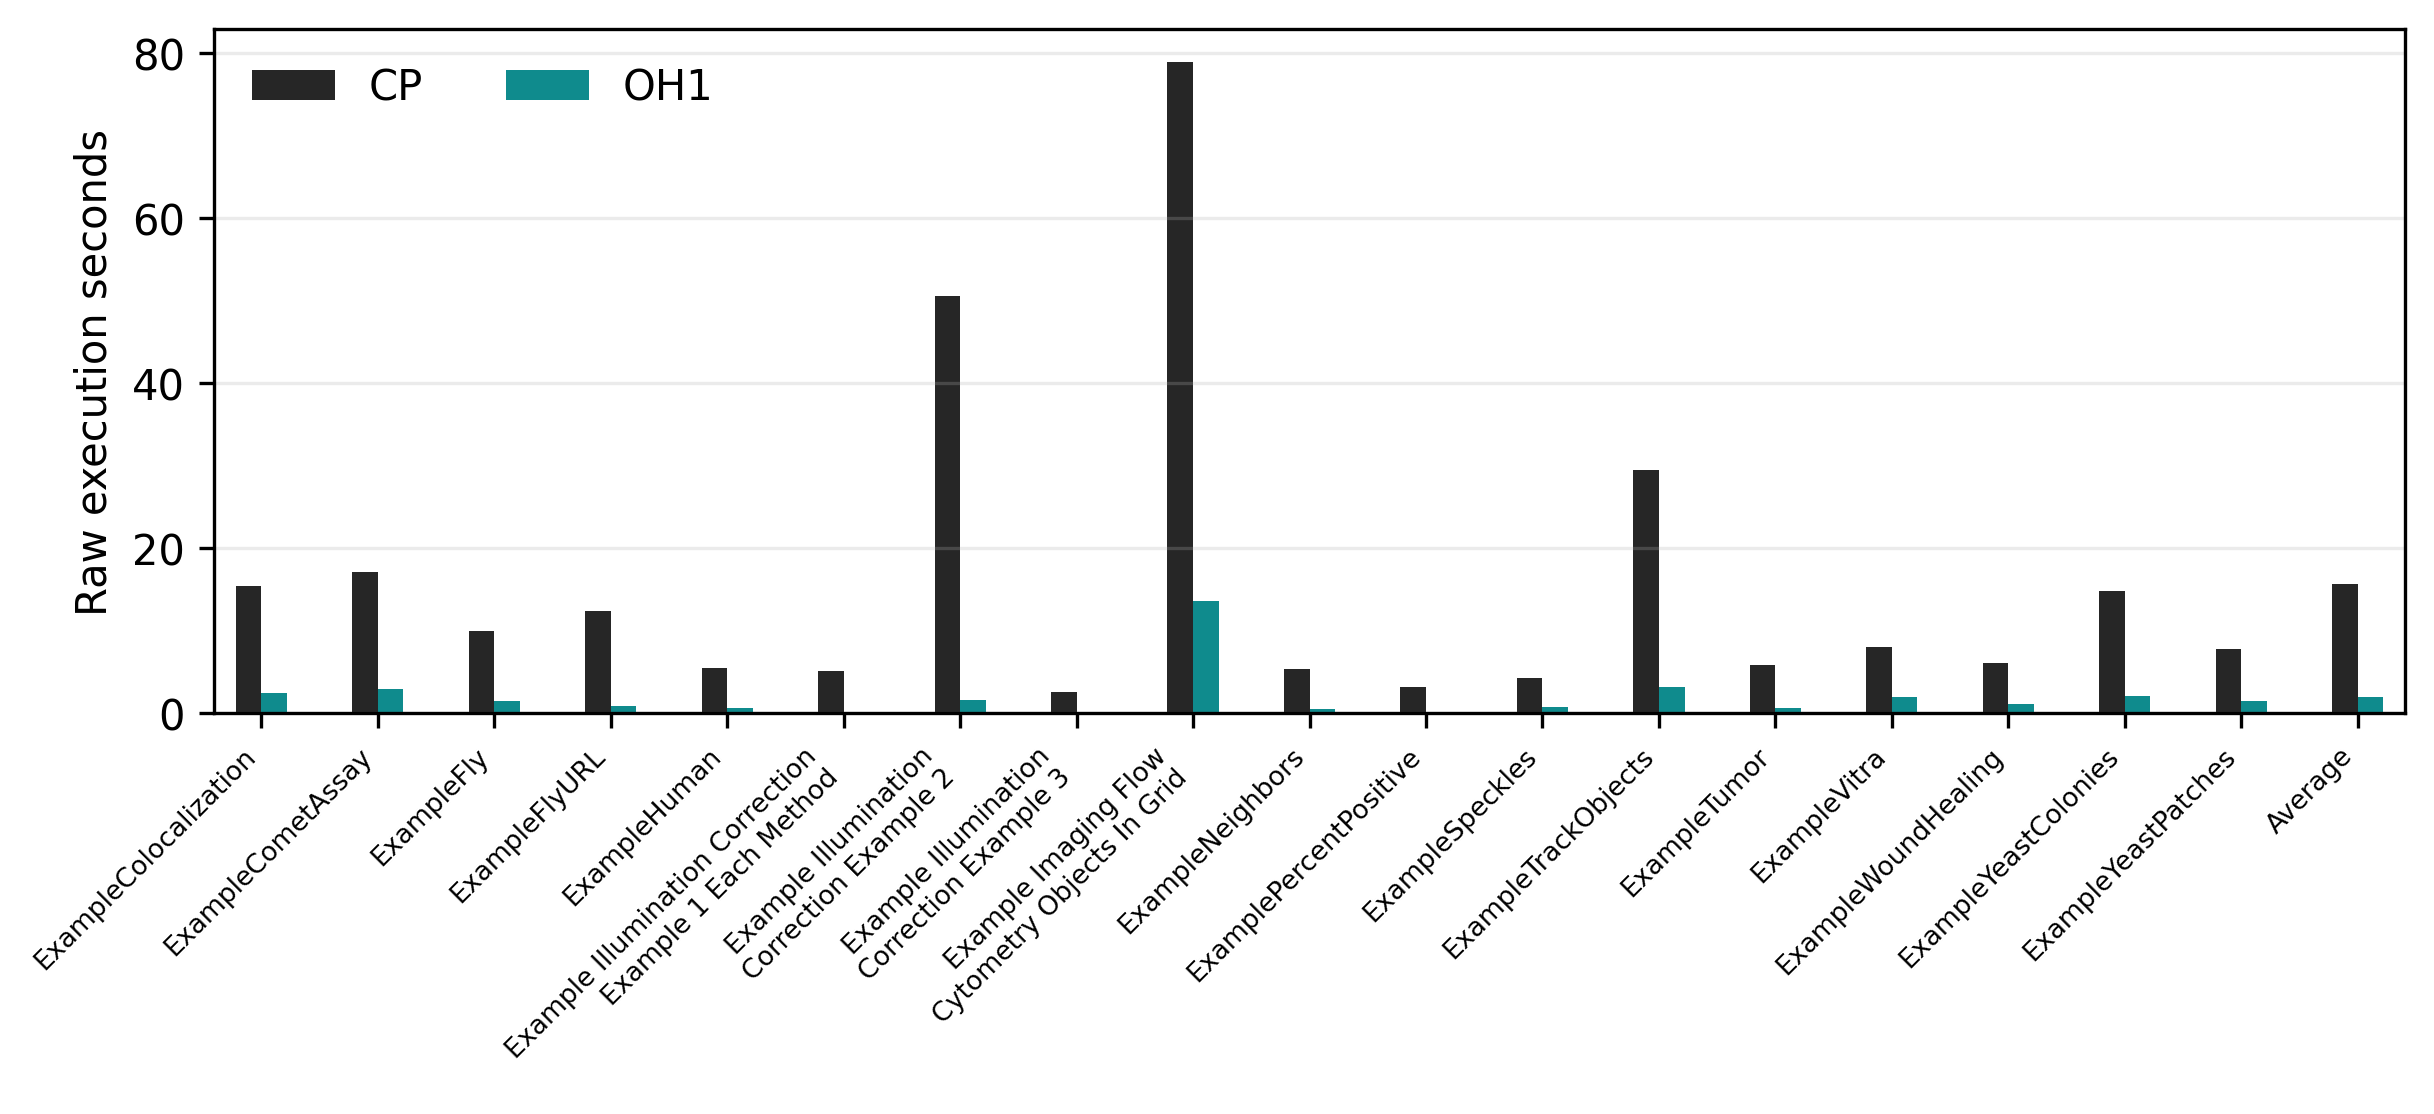 CP
OH1
Raw execution seconds
80
60
40
20
0
ExampleColocalization
ExampleCometAssay
ExampleFly
ExampleFlyURL
ExampleHuman
Example Illumination Correction
Example 1 Each Method
Example Illumination
Correction Example 2
Example Illumination
Correction Example 3
Example Imaging Flow
Cytometry Objects In Grid
ExampleNeighbors
ExamplePercentPositive
ExampleSpeckles
ExampleTrackObjects
ExampleTumor
ExampleVitra
ExampleWoundHealing
ExampleYeastColonies
ExampleYeastPatches
Average